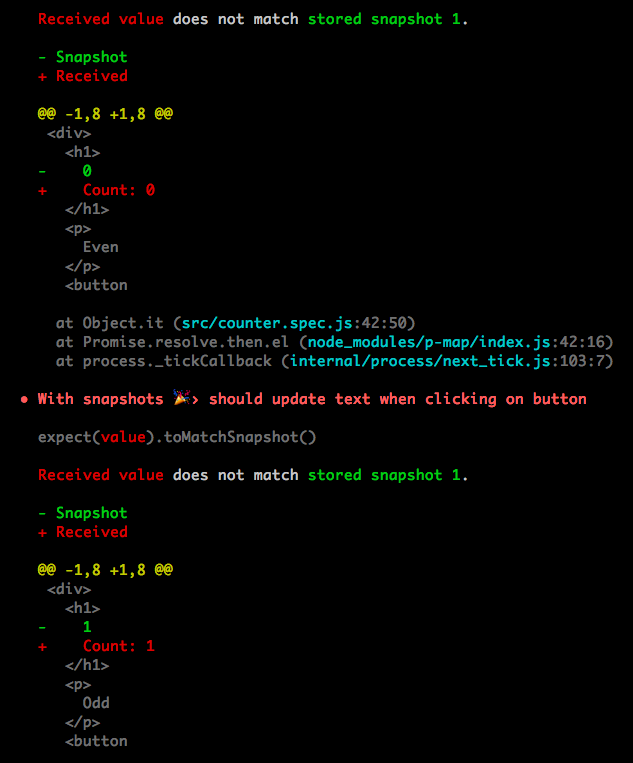 Received value does not match stored snapshot 1.
- Snapshot
+ Received
@@ -1,8 +1,8 @@
<div>
<h1>
- 0
+ Count: 0
</h1>
<p>
Even
</p>
<button
at Object.it (src/counter.spec.js:42:50)
at Promise.resolve.then.el (node_modules/p-map/index.js:42:16)
at process._tickCallback (internal/process/next_tick.js:103:7)
● With snapshots 🎉› should update text when clicking on button
expect(value).toMatchSnapshot()
Received value does not match stored snapshot 1.
- Snapshot
+ Received
@@ -1,8 +1,8 @@
<div>
<h1>
- 1
+ Count: 1
</h1>
<p>
Odd
</p>
<button